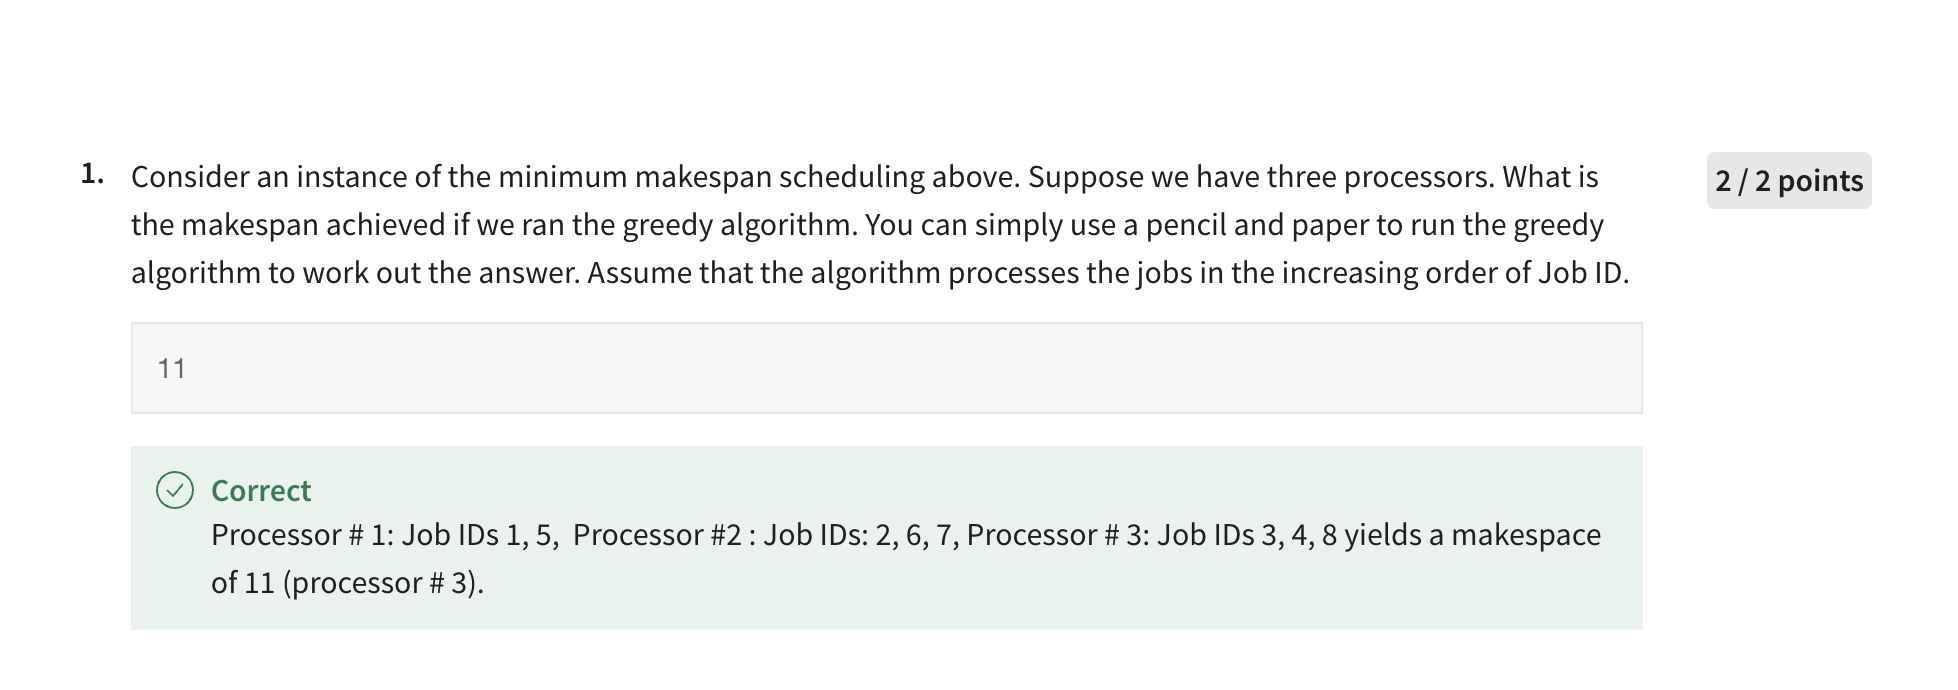 1. Consider an instance of the minimum makespan scheduling above. Suppose we have three processors. What is
2 / 2 points
the makespan achieved if we ran the greedy algorithm. You can simply use a pencil and paper to run the greedy
algorithm to work out the answer. Assume that the algorithm processes the jobs in the increasing order of Job ID.
11
Correct
Processor # 1: Job IDs 1, 5,  Processor #2 : Job IDs: 2, 6, 7, Processor # 3: Job IDs 3, 4, 8 yields a makespace
of 11 (processor # 3).